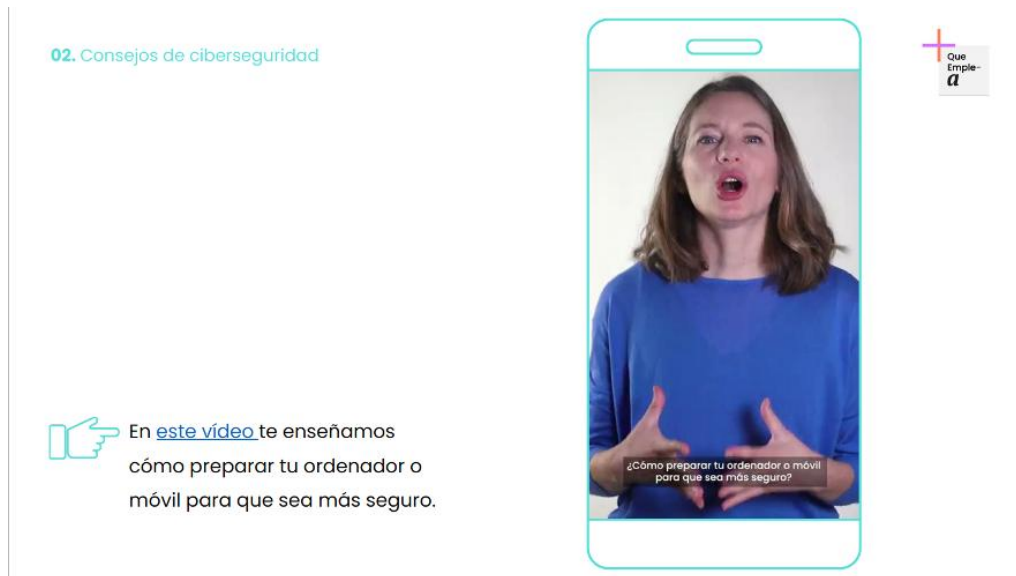 02. Consejos de ciberseguridad
Que
Emple-
a
En este vídeo te enseñamos
cómo preparar tu ordenador o
móvil para que sea más seguro.
¿Cómo preparar tu ordenador o móvil
para que sea más seguro?